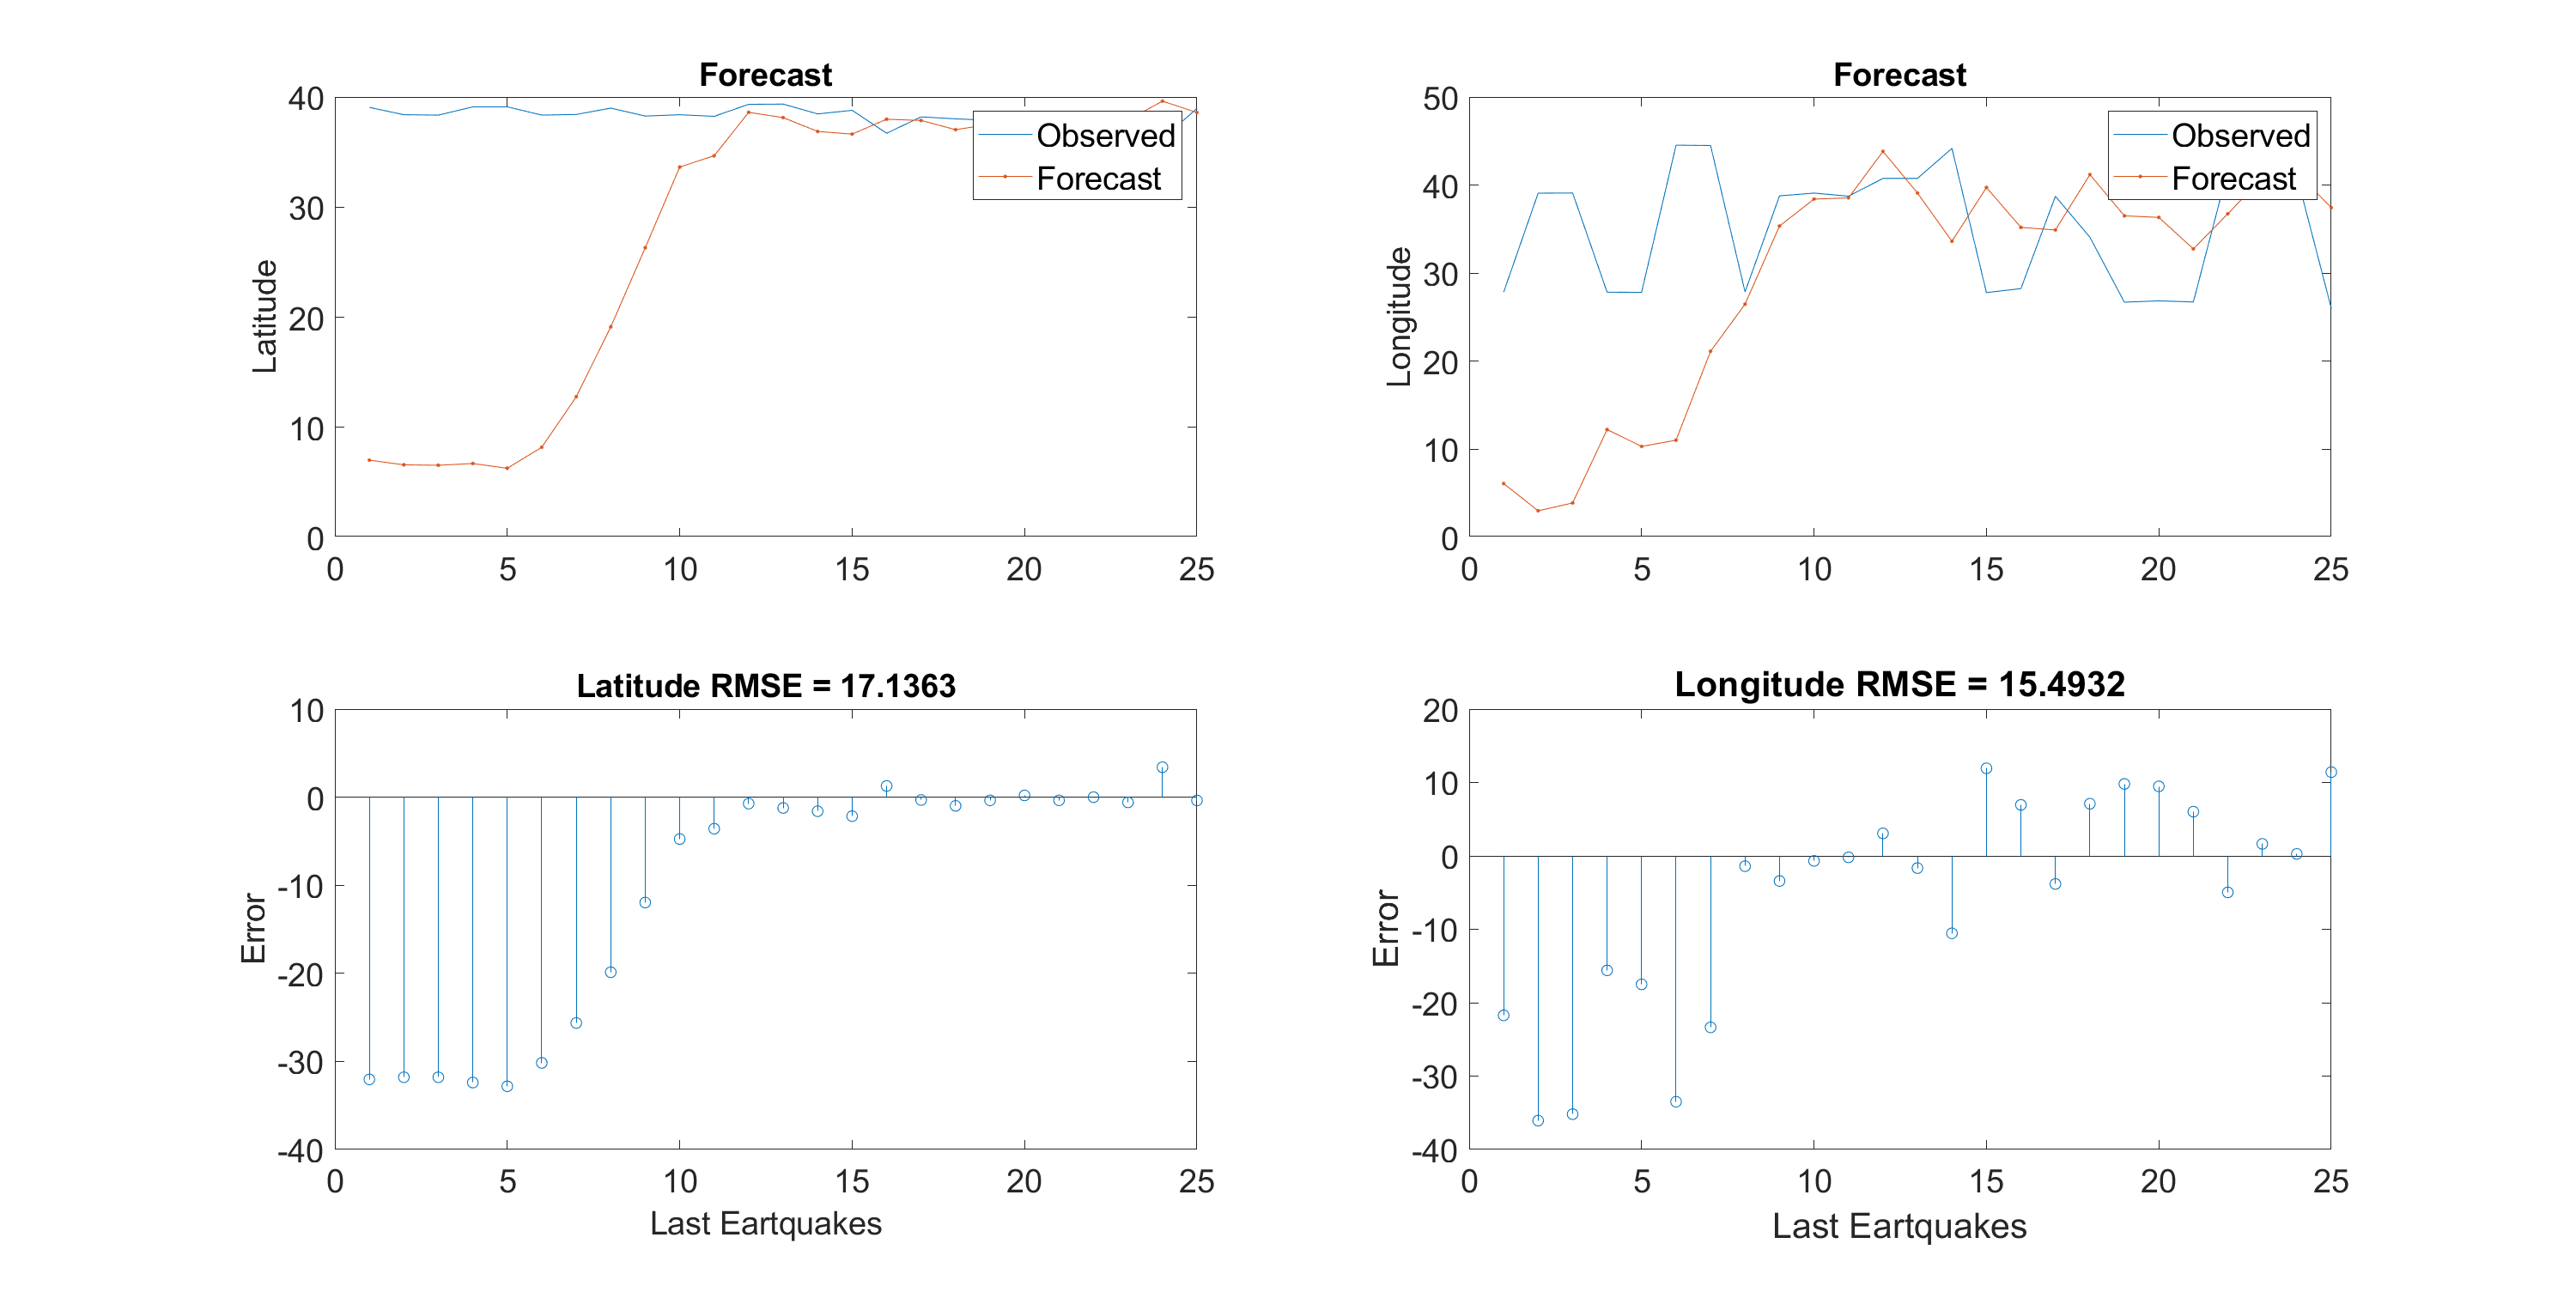 Forecast
40
30
20
10
0
Latitude
Observed
Forecast
0 5 10 15 20 25
Forecast
50
40
30
20
10
0
Longitude
Observed
Forecast
0 5 10 15 20 25
Latitude RMSE = 17.1363
10
0
-10
-20
-30
-40
Error
0 5 10 15 20 25
Last Eartquakes
Longitude RMSE = 15.4932
20
10
0
-10
-20
-30
-40
Error
0 5 10 15 20 25
Last Eartquakes